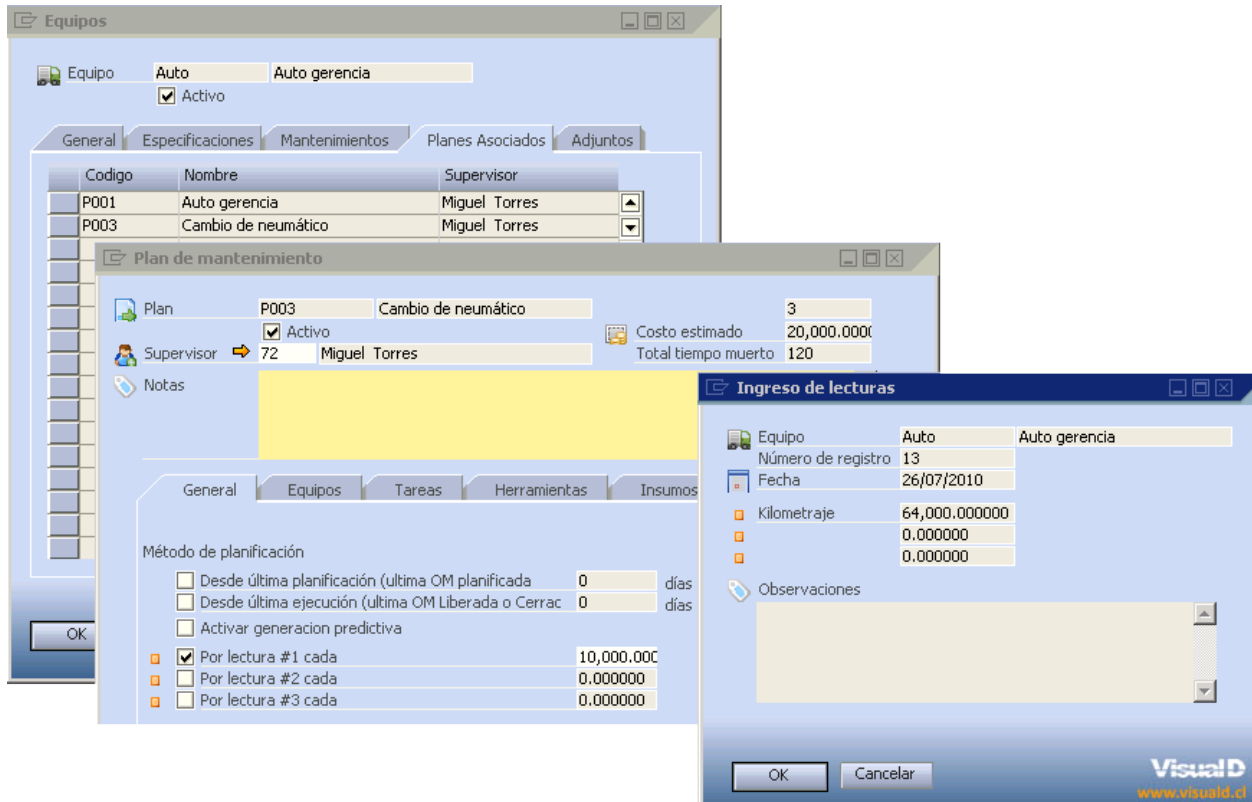 Equipos
Equipo Auto Auto gerencia
Activo
General Especificaciones Mantenimientos Planes Asociados Adjuntos
Codigo Nombre Supervisor
P001 Auto gerencia Miguel Torres
P003 Cambio de neumático Miguel Torres
OK
Plan de mantenimiento
Plan P003 Cambio de neumático 3
Activo Costo estimado 20,000.000
Supervisor 72 Miguel Torres Total tiempo muerto 120
Notas
General Equipos Tareas Herramientas Insumos
Método de planificación
Desde última planificación (ultima OM planificada 0 días
Desde última ejecución (ultima OM Liberada o Cerrac 0 días
Activar generacion predictiva
Por lectura #1 cada 10,000.000
Por lectura #2 cada 0.000000
Por lectura #3 cada 0.000000
Ingreso de lecturas
Equipo Auto Auto gerencia
Número de registro 13
Fecha 26/07/2010
Kilometraje 64,000.000000
0.000000
0.000000
Observaciones
OK Cancelar
VisualD
www.visuald.cl